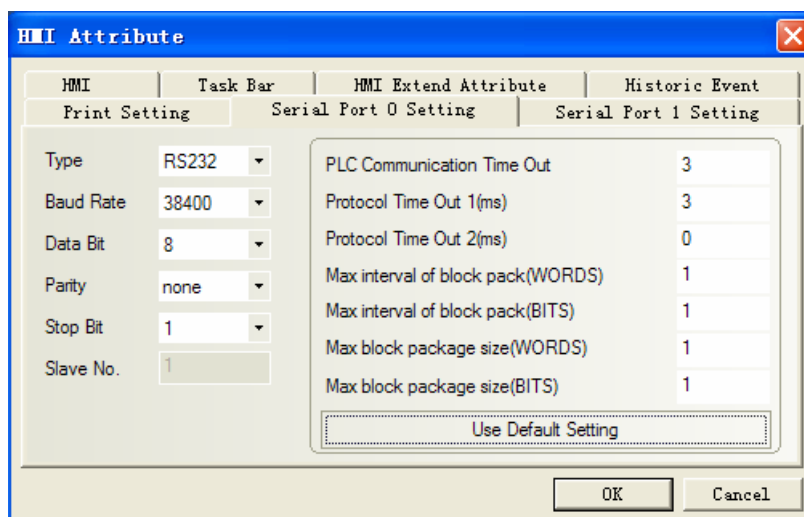 HMI Attribute
HMI Task Bar HMI Extend Attribute Historic Event
Print Setting Serial Port 0 Setting Serial Port 1 Setting
Type RS232
Baud Rate 38400
Data Bit 8
Parity none
Stop Bit 1
Slave No. 1
PLC Communication Time Out 3
Protocol Time Out 1(ms) 3
Protocol Time Out 2(ms) 0
Max interval of block pack(WORDS) 1
Max interval of block pack(BITS) 1
Max block package size(WORDS) 1
Max block package size(BITS) 1
Use Default Setting
OK Cancel